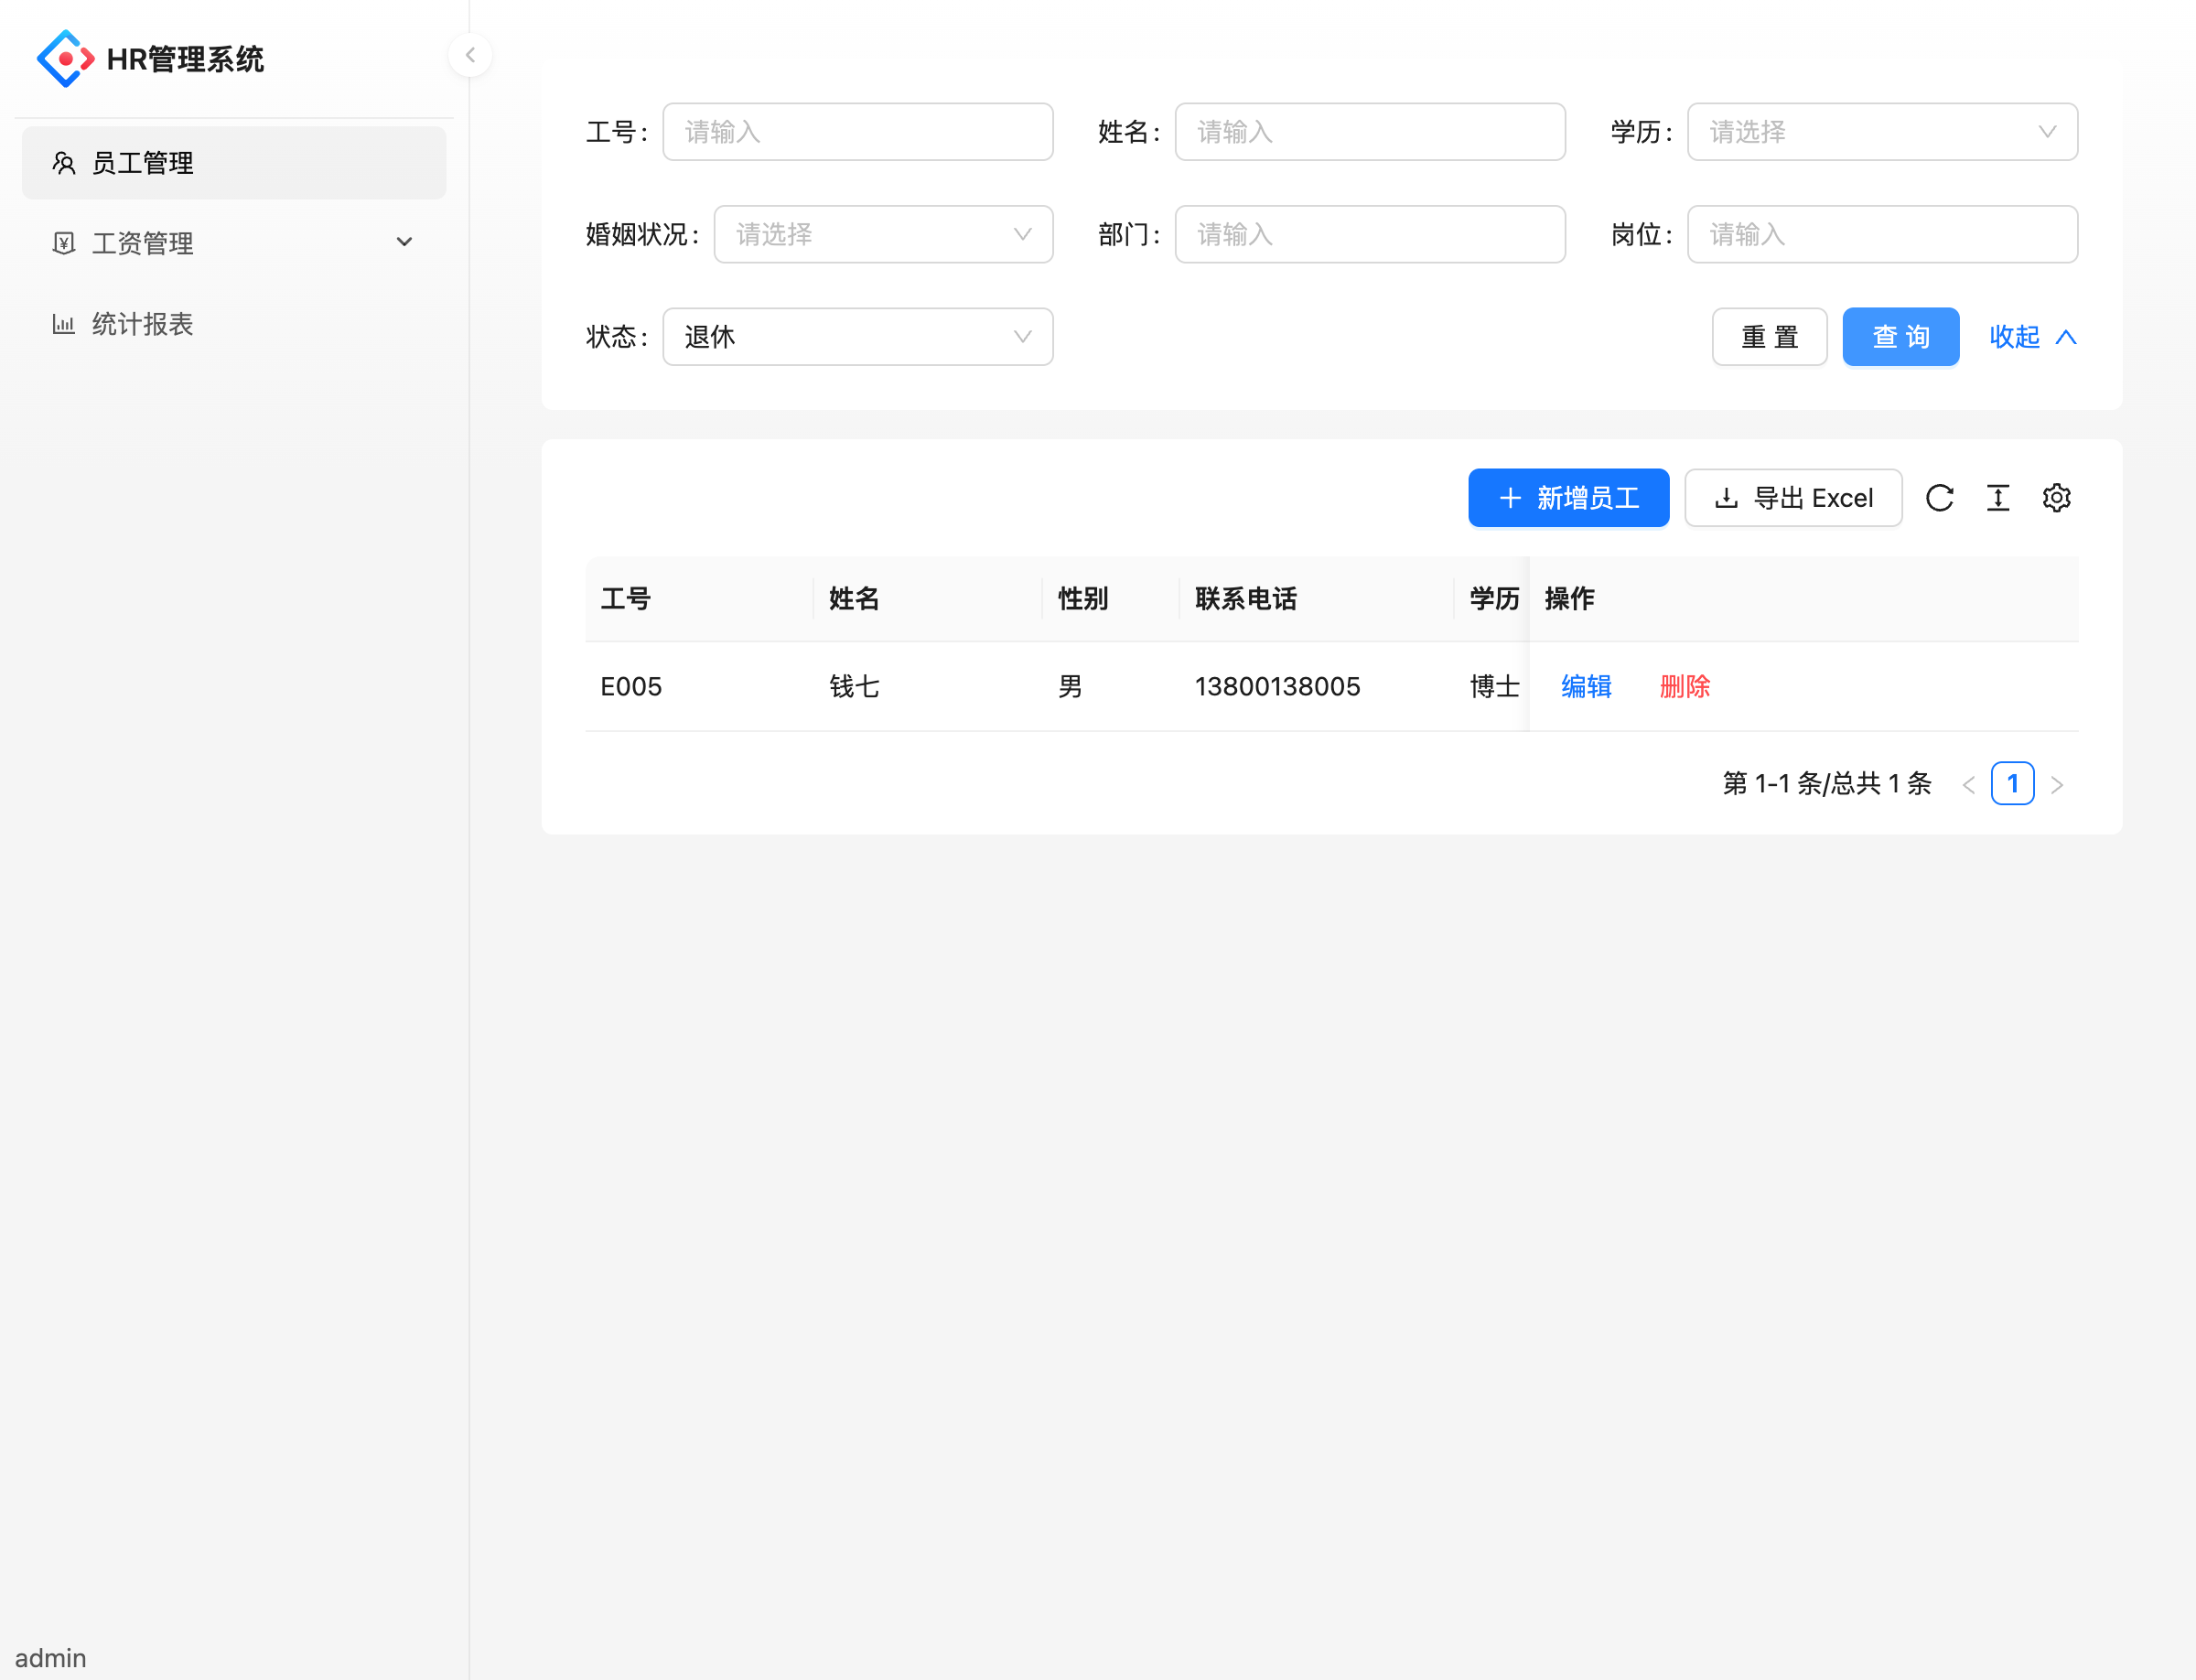 HR管理系统
员工管理
工资管理
统计报表
admin
工号: 请输入 姓名: 请输入 学历: 请选择
婚姻状况: 请选择 部门: 请输入 岗位: 请输入
状态: 退休 重 置 查 询 收起
新增员工 导出 Excel
工号 姓名 性别 联系电话 学历 操作
E005 钱七 男 13800138005 博士 编辑 删除
第 1-1 条/总共 1 条 1